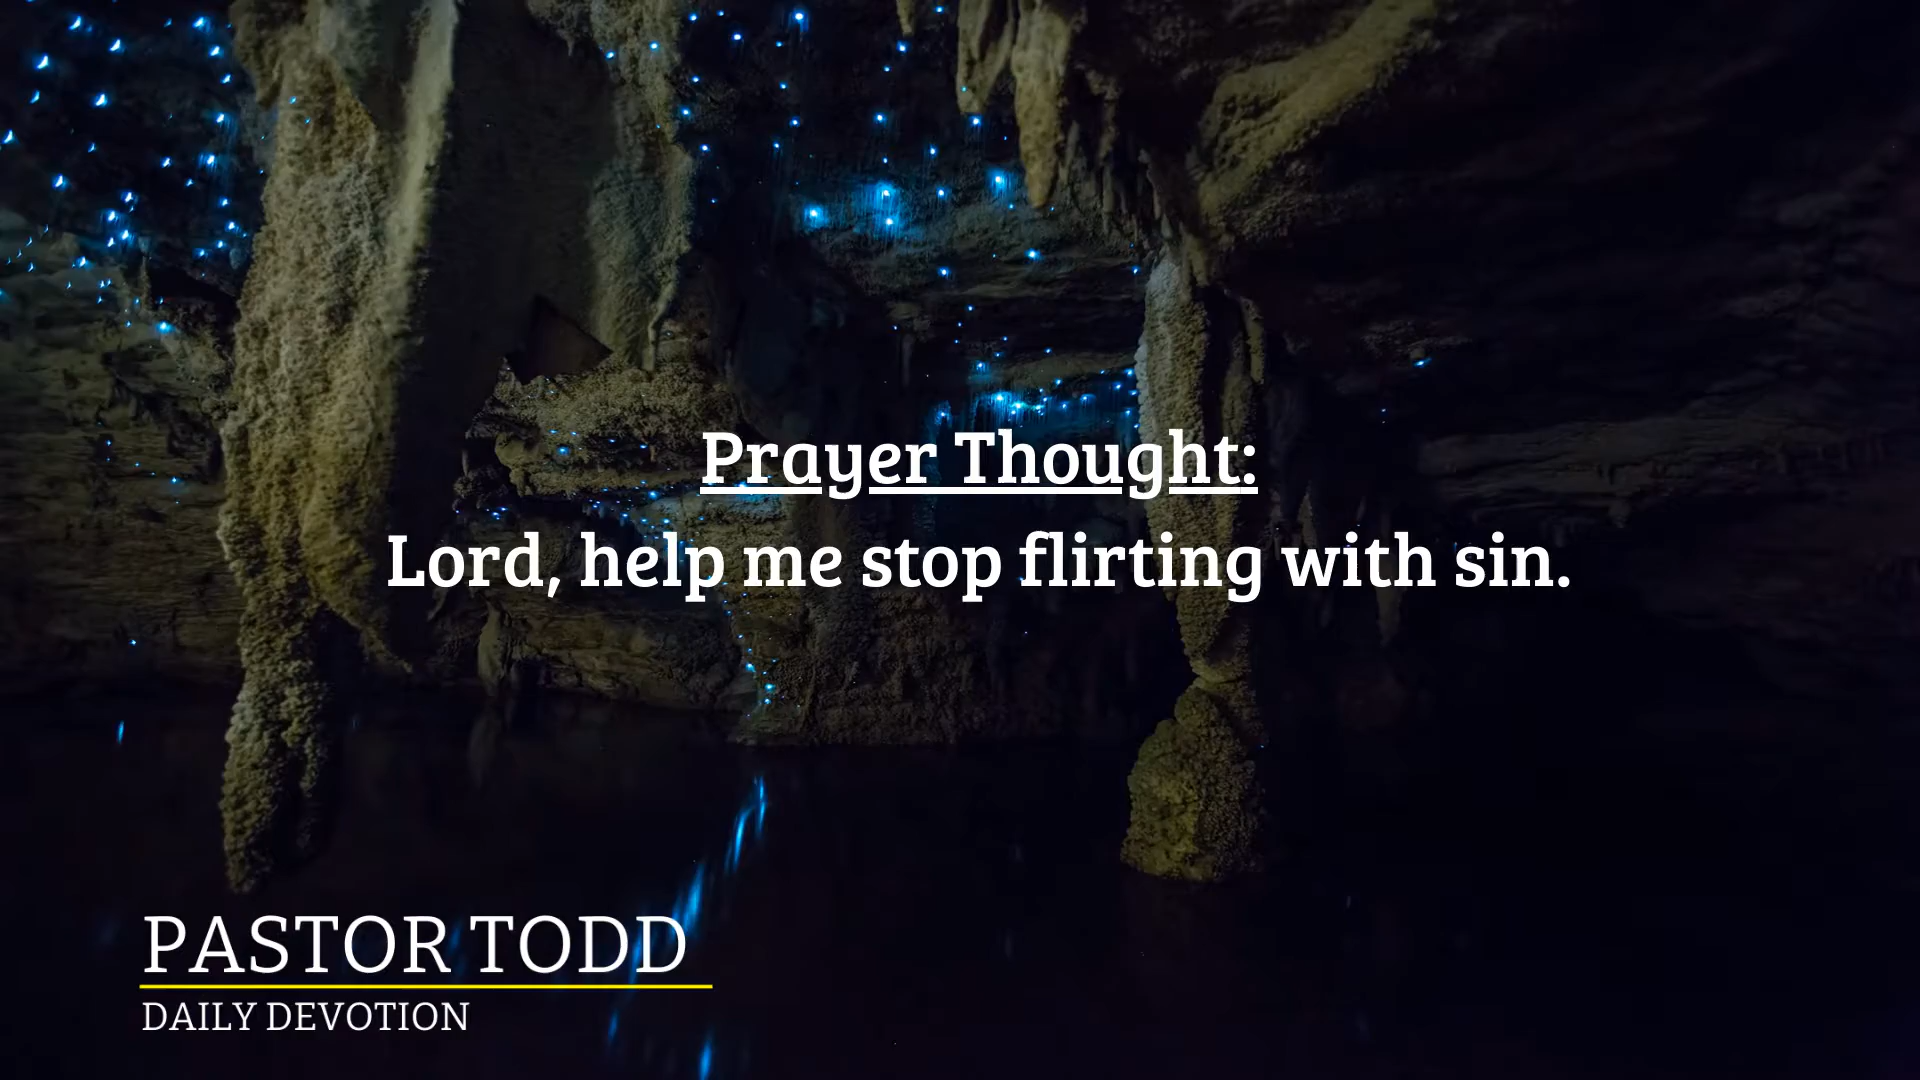 Prayer Thought:
Lord, help me stop flirting with sin.
PASTOR TODD
DAILY DEVOTION